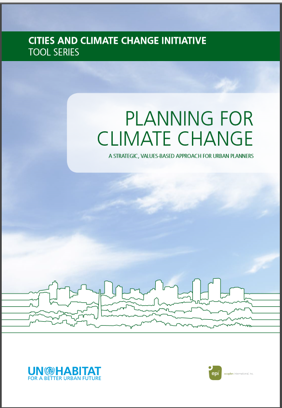 CITIES AND CLIMATE CHANGE INITIATIVE
TOOL SERIES
PLANNING FOR
CLIMATE CHANGE
A STRATEGIC, VALUES-BASED APPROACH FOR URBAN PLANNERS
UN HABITAT
FOR A BETTER URBAN FUTURE
epi